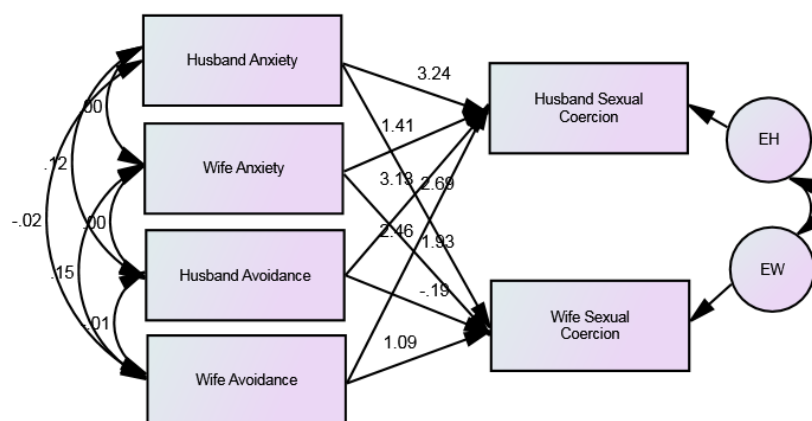 Husband Anxiety
3.24
Husband Sexual
Coercion
.00
1.41
EH
.12
Wife Anxiety
3.13
2.69
-.02
.00
2.46
1.93
.15
Husband Avoidance
EW
-.19
-.01
Wife Sexual
Coercion
1.09
Wife Avoidance